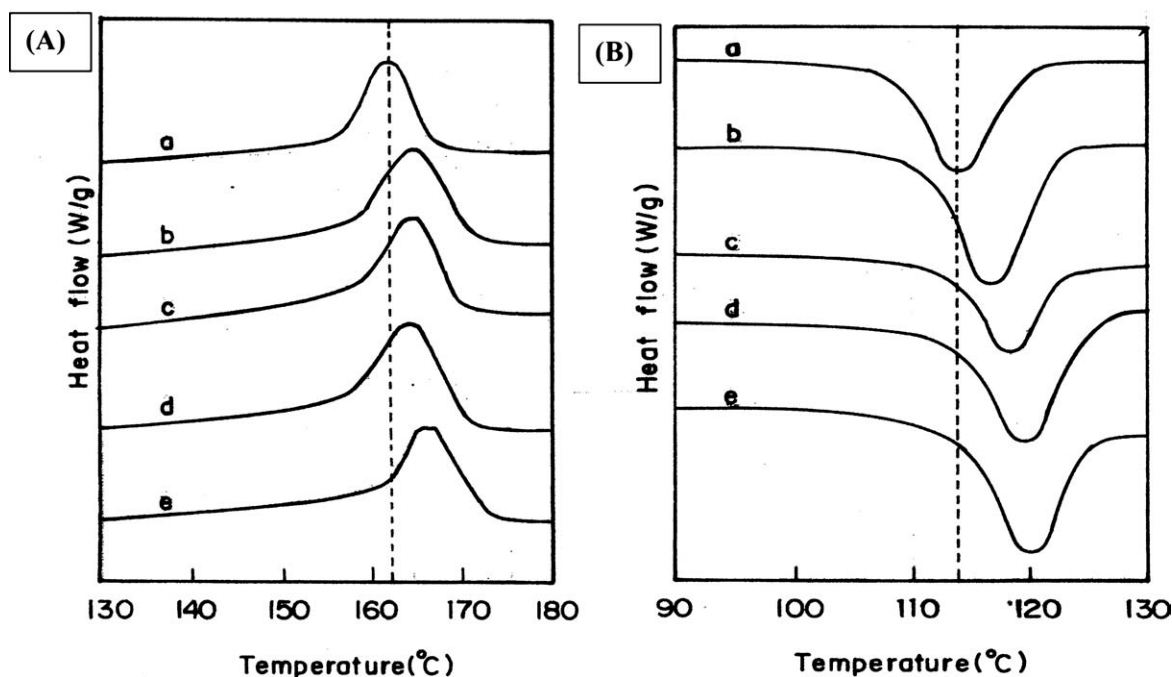 (A)
Heat flow (W/g)
a
b
c
d
e
130 140 150 160 170 180
Temperature(°C)
(B)
Heat flow (W/g)
a
b
c
d
e
90 100 110 120 130
Temperature(°C)